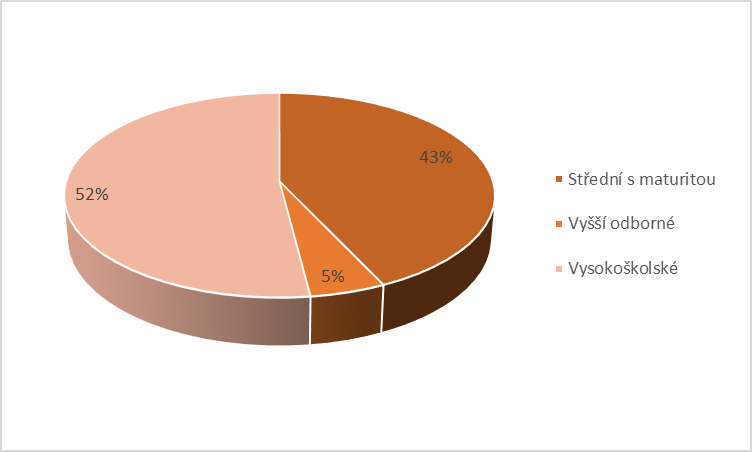 43%
52%
5%
Střední s maturitou
Vyšší odborné
Vysokoškolské